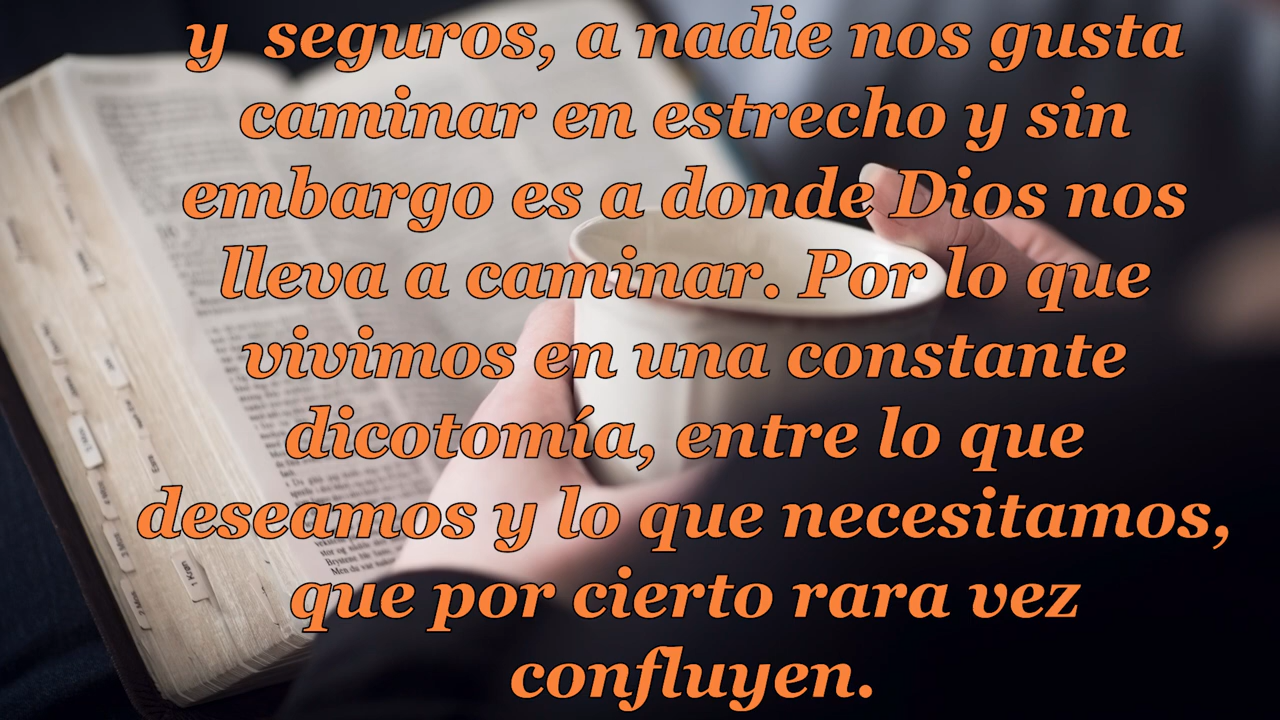 y  seguros, a nadie nos gusta
caminar en estrecho y sin
embargo es a donde Dios nos
lleva a caminar. Por lo que
vivimos en una constante
dicotomía, entre lo que
deseamos y lo que necesitamos,
que por cierto rara vez
confluyen.